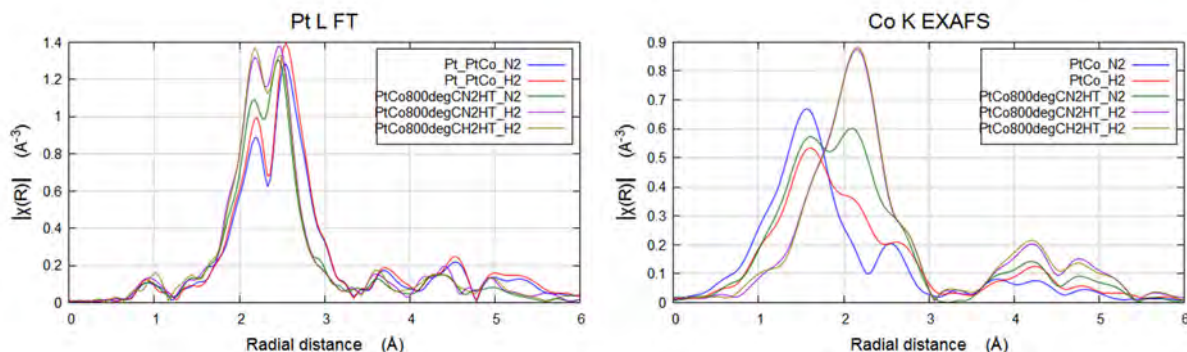 Pt L FT
1.4
1.2
1
0.8
0.6
0.4
0.2
0
|χ(R)| (A⁻³)
0 1 2 3 4 5 6
Radial distance (Å)
Pt_PtCo_N2
Pt_PtCo_H2
PtCo800degCN2HT_N2
PtCo800degCN2HT_H2
PtCo800degCH2HT_H2
Co K EXAFS
0.9
0.8
0.7
0.6
0.5
0.4
0.3
0.2
0.1
0
|χ(R)| (A⁻³)
0 1 2 3 4 5 6
Radial distance (Å)
PtCo_N2
PtCo_H2
PtCo800degCN2HT_N2
PtCo800degCN2HT_H2
PtCo800degCH2HT_H2